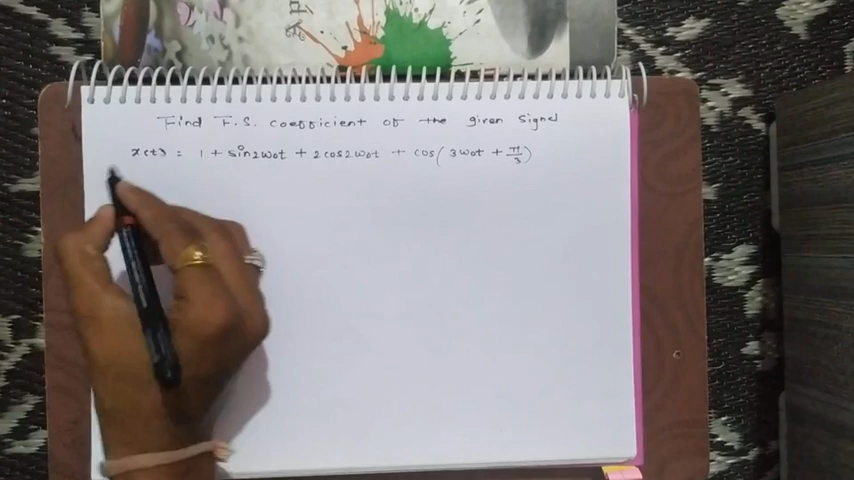 Find F.S. coefficient of the given signal
x(t) = 1 + sin2ω₀t + 2cos2ω₀t + cos(3ω₀t + π/3)